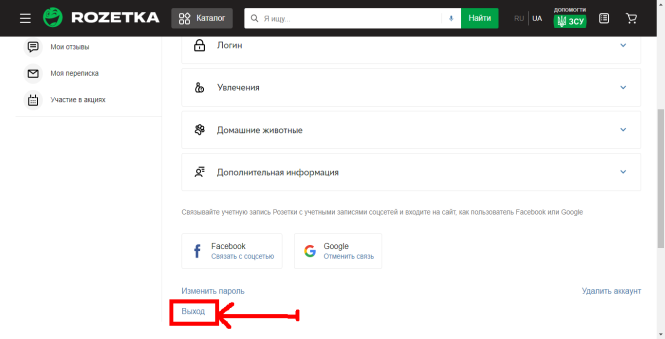 ROZETKA
Каталог
Я ищу...
Найти
RU | UA
допомогти
ЗСУ
Мои отзывы
Моя переписка
Участие в акциях
Логин
Увлечения
Домашние животные
Дополнительная информация
Связывайте учетную запись Розетки с учетными записями соцсетей и входите на сайт, как пользователь Facebook или Google
Facebook
Связать с соцсетью
Google
Отменить связь
Изменить пароль
Удалить аккаунт
Выход